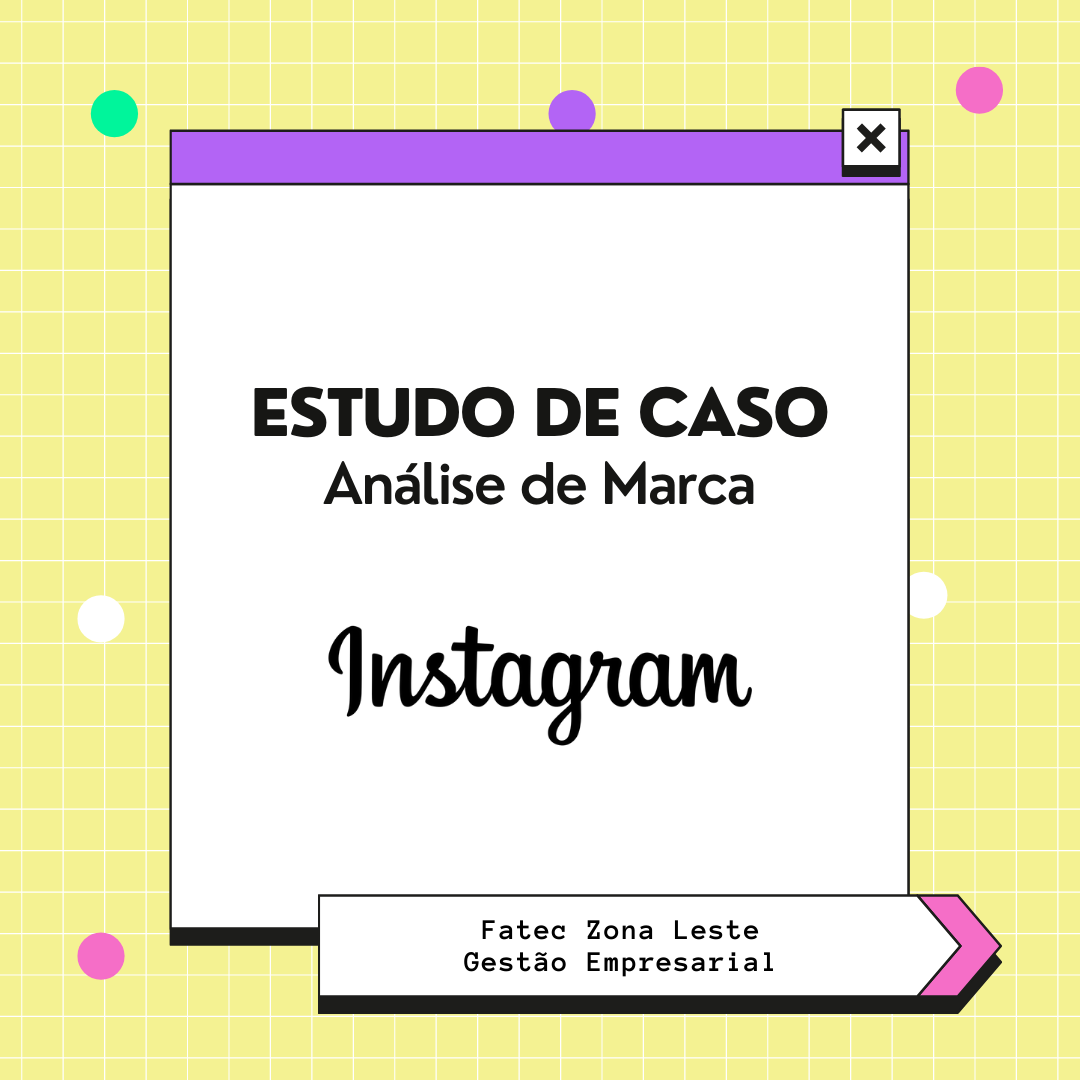 ESTUDO DE CASO
Análise de Marca
Instagram
Fatec Zona Leste
Gestão Empresarial